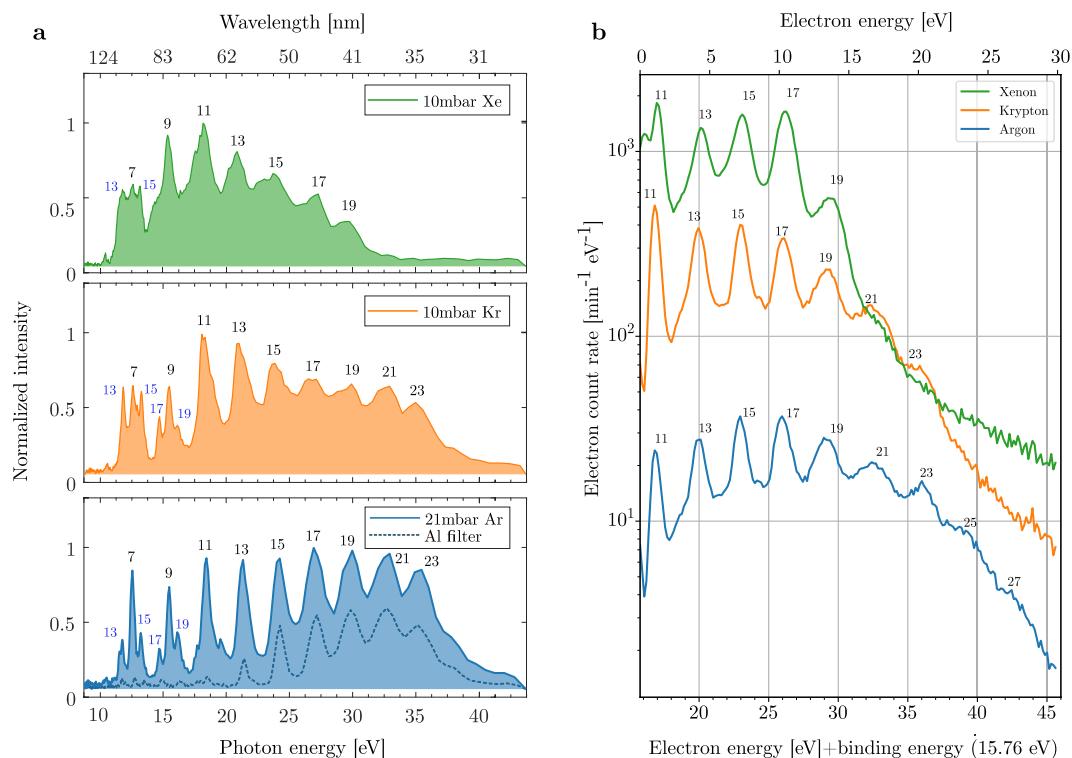 a
Wavelength [nm]
124 83 62 50 41 35 31
10mbar Xe
1
0.5
0
13 7 15 9 11 13 15 17 19
10mbar Kr
1
0.5
0
13 7 15 17 9 19 11 13 15 17 19 21 23
21mbar Ar
Al filter
1
0.5
0
13 7 15 17 9 19 11 13 15 17 19 21 23
Normalized intensity
10 15 20 25 30 35 40
Photon energy [eV]
b
Electron energy [eV]
0 5 10 15 20 25 30
Xenon
Krypton
Argon
11 13 15 17 19
11 13 15 17 19 21 23
11 13 15 17 19 21 23 25 27
10³
10²
10¹
Electron count rate [min⁻¹ eV⁻¹]
20 25 30 35 40 45
Electron energy [eV]+binding energy (15.76 eV)